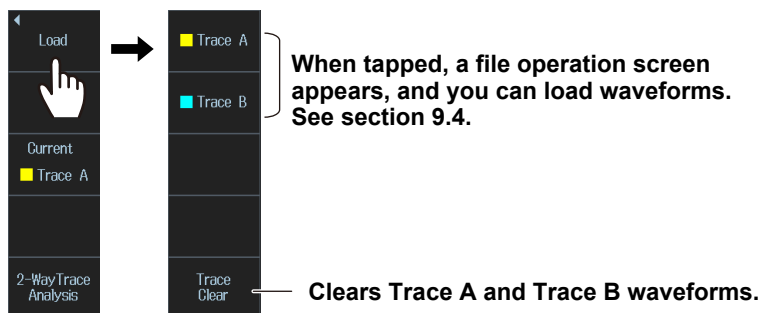 Load
Current
Trace A
2-WayTrace
Analysis
Trace A
Trace B
Trace
Clear
When tapped, a file operation screen
appears, and you can load waveforms.
See section 9.4.
Clears Trace A and Trace B waveforms.